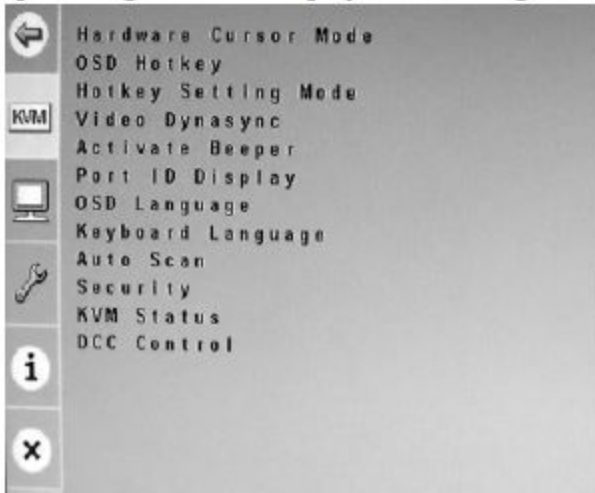 Hardware Cursor Mode
OSD Hotkey
Hotkey Setting Mode
KVM
Video Dynasync
Activate Beeper
Port ID Display
OSD Language
Keyboard Language
Auto Scan
Security
KVM Status
DCC Control
i
x